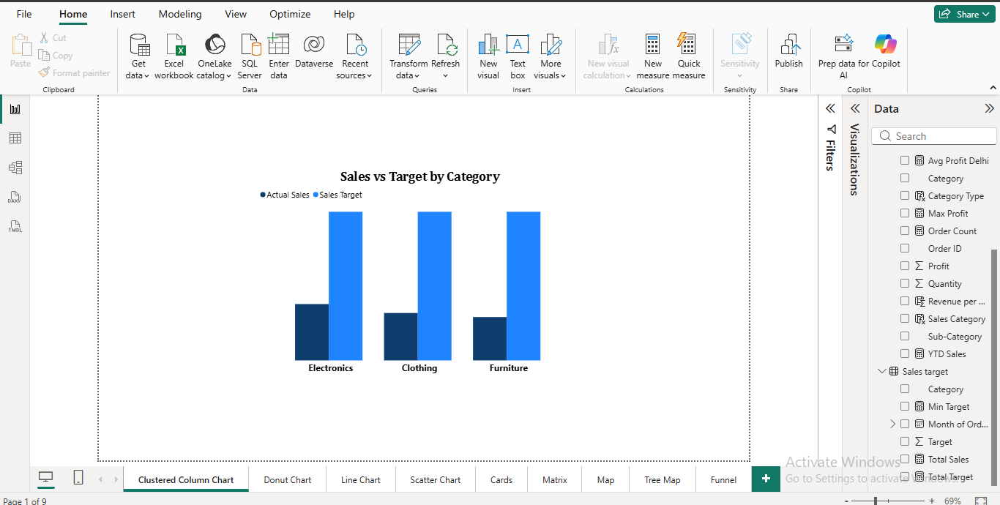 File Home Insert Modeling View Optimize Help Share
Paste Cut
Copy
Format painter
Clipboard
Get data
Excel workbook
OneLake catalog
SQL Server
Enter data
Dataverse
Recent sources
Data
Transform data
Refresh
Queries
New visual
Text box
More visuals
Insert
New visual calculation
New measure
Quick measure
Calculations
Sensitivity
Sensitivity
Publish
Share
Prep data for AI
Copilot
Copilot
DAX
TMDL
Sales vs Target by Category
Actual Sales Sales Target
Electronics Clothing Furniture
Filters
Visualizations
Data
Search
Avg Profit Delhi
Category
Category Type
Max Profit
Order Count
Order ID
Profit
Quantity
Revenue per ...
Sales Category
Sub-Category
YTD Sales
Sales target
Category
Min Target
Month of Ord...
Target
Total Sales
Total Target
Activate Windows
Go to Settings to activate Windows.
Clustered Column Chart Donut Chart Line Chart Scatter Chart Cards Matrix Map Tree Map Funnel +
Page 1 of 9 - + 69%